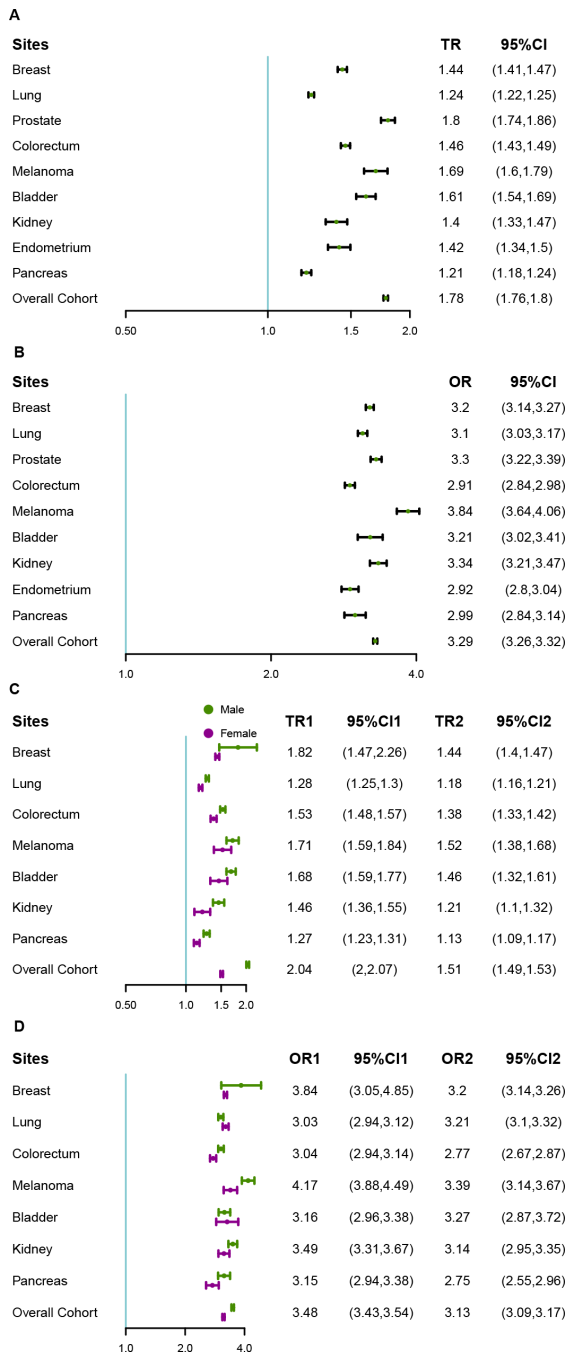 A
Sites TR 95%CI
Breast 1.44 (1.41,1.47)
Lung 1.24 (1.22,1.25)
Prostate 1.8 (1.74,1.86)
Colorectum 1.46 (1.43,1.49)
Melanoma 1.69 (1.6,1.79)
Bladder 1.61 (1.54,1.69)
Kidney 1.4 (1.33,1.47)
Endometrium 1.42 (1.34,1.5)
Pancreas 1.21 (1.18,1.24)
Overall Cohort 1.78 (1.76,1.8)
0.50 1.0 1.5 2.0
B
Sites OR 95%CI
Breast 3.2 (3.14,3.27)
Lung 3.1 (3.03,3.17)
Prostate 3.3 (3.22,3.39)
Colorectum 2.91 (2.84,2.98)
Melanoma 3.84 (3.64,4.06)
Bladder 3.21 (3.02,3.41)
Kidney 3.34 (3.21,3.47)
Endometrium 2.92 (2.8,3.04)
Pancreas 2.99 (2.84,3.14)
Overall Cohort 3.29 (3.26,3.32)
1.0 2.0 4.0
C
Male
Sites TR1 95%CI1 TR2 95%CI2
Female
Breast 1.82 (1.47,2.26) 1.44 (1.4,1.47)
Lung 1.28 (1.25,1.3) 1.18 (1.16,1.21)
Colorectum 1.53 (1.48,1.57) 1.38 (1.33,1.42)
Melanoma 1.71 (1.59,1.84) 1.52 (1.38,1.68)
Bladder 1.68 (1.59,1.77) 1.46 (1.32,1.61)
Kidney 1.46 (1.36,1.55) 1.21 (1.1,1.32)
Pancreas 1.27 (1.23,1.31) 1.13 (1.09,1.17)
Overall Cohort 2.04 (2,2.07) 1.51 (1.49,1.53)
0.50 1.0 1.5 2.0
D
Sites OR1 95%CI1 OR2 95%CI2
Breast 3.84 (3.05,4.85) 3.2 (3.14,3.26)
Lung 3.03 (2.94,3.12) 3.21 (3.1,3.32)
Colorectum 3.04 (2.94,3.14) 2.77 (2.67,2.87)
Melanoma 4.17 (3.88,4.49) 3.39 (3.14,3.67)
Bladder 3.16 (2.96,3.38) 3.27 (2.87,3.72)
Kidney 3.49 (3.31,3.67) 3.14 (2.95,3.35)
Pancreas 3.15 (2.94,3.38) 2.75 (2.55,2.96)
Overall Cohort 3.48 (3.43,3.54) 3.13 (3.09,3.17)
1.0 2.0 4.0